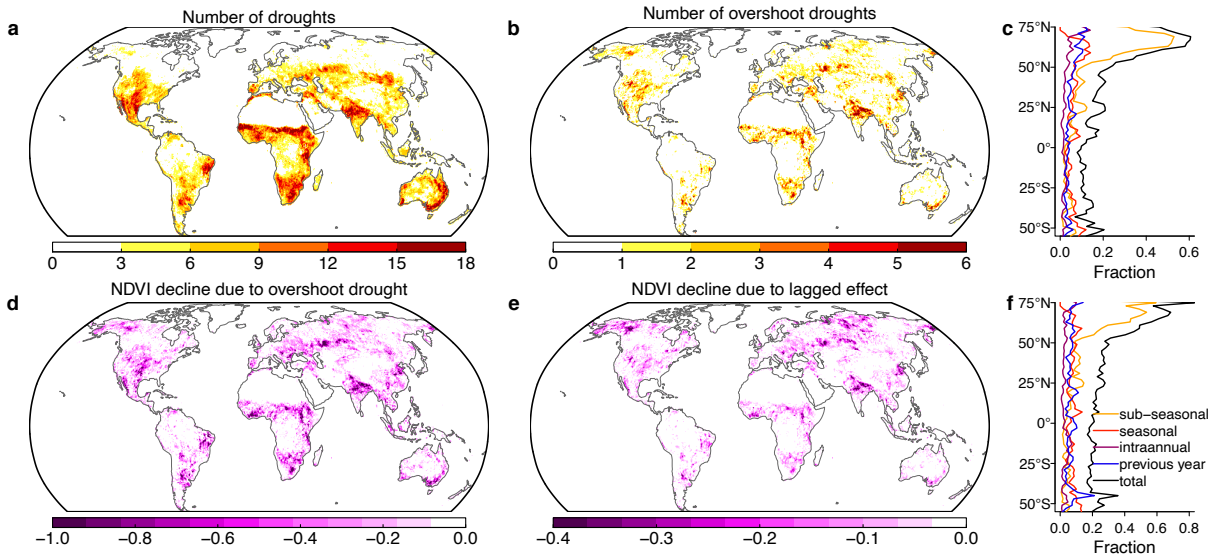 a
Number of droughts
0 3 6 9 12 15 18
b
Number of overshoot droughts
0 1 2 3 4 5 6
c
75°N
50°N
25°N
0°
25°S
50°S
0.0 0.2 0.4 0.6
Fraction
d
NDVI decline due to overshoot drought
−1.0 −0.8 −0.6 −0.4 −0.2 0.0
e
NDVI decline due to lagged effect
−0.4 −0.3 −0.2 −0.1 0.0
f
75°N
50°N
25°N
0°
25°S
50°S
sub−seasonal
seasonal
intraannual
previous year
total
0.0 0.2 0.4 0.6 0.8
Fraction